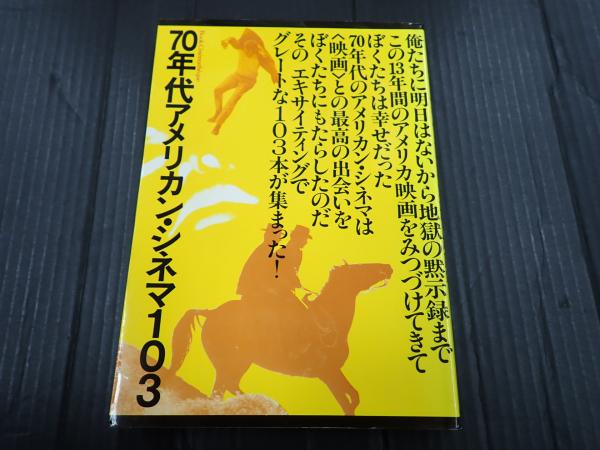 俺たちに明日はないから地獄の黙示録まで
この13年間のアメリカ映画をみつづけてきて
ぼくたちは幸せだった
70年代のアメリカン・シネマは
〈映画〉との最高の出会いを
ぼくたちにもたらしたのだ
その エキサイティングで
グレートな103本が集まった！
70年代アメリカン・シネマ103